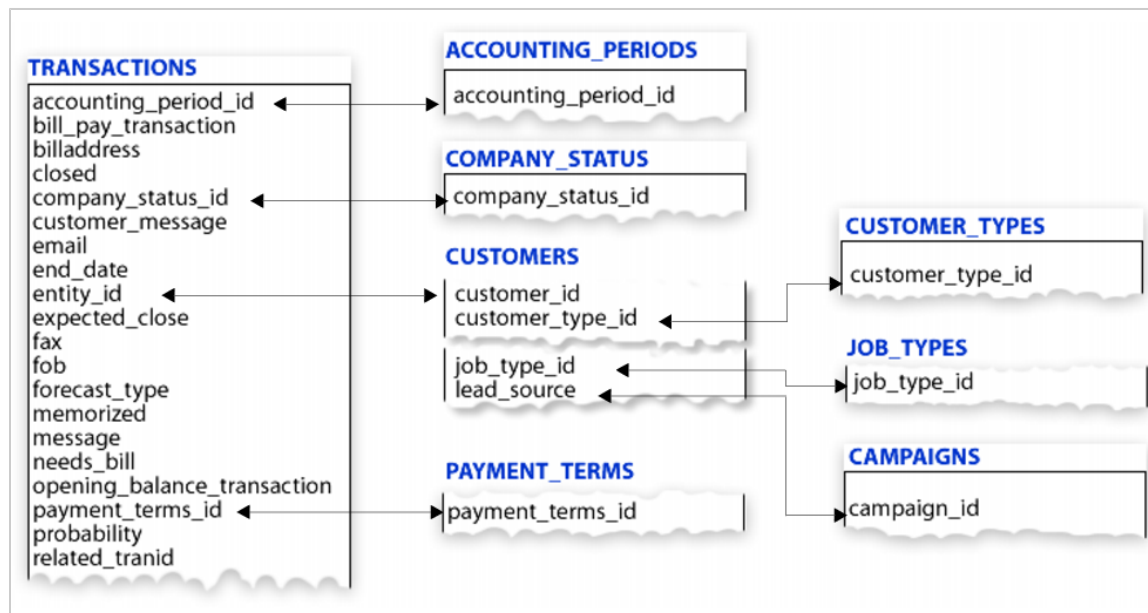 TRANSACTIONS
accounting_period_id
bill_pay_transaction
billaddress
closed
company_status_id
customer_message
email
end_date
entity_id
expected_close
fax
fob
forecast_type
memorized
message
needs_bill
opening_balance_transaction
payment_terms_id
probability
related_tranid
ACCOUNTING_PERIODS
accounting_period_id
COMPANY_STATUS
company_status_id
CUSTOMERS
customer_id
customer_type_id
job_type_id
lead_source
PAYMENT_TERMS
payment_terms_id
CUSTOMER_TYPES
customer_type_id
JOB_TYPES
job_type_id
CAMPAIGNS
campaign_id